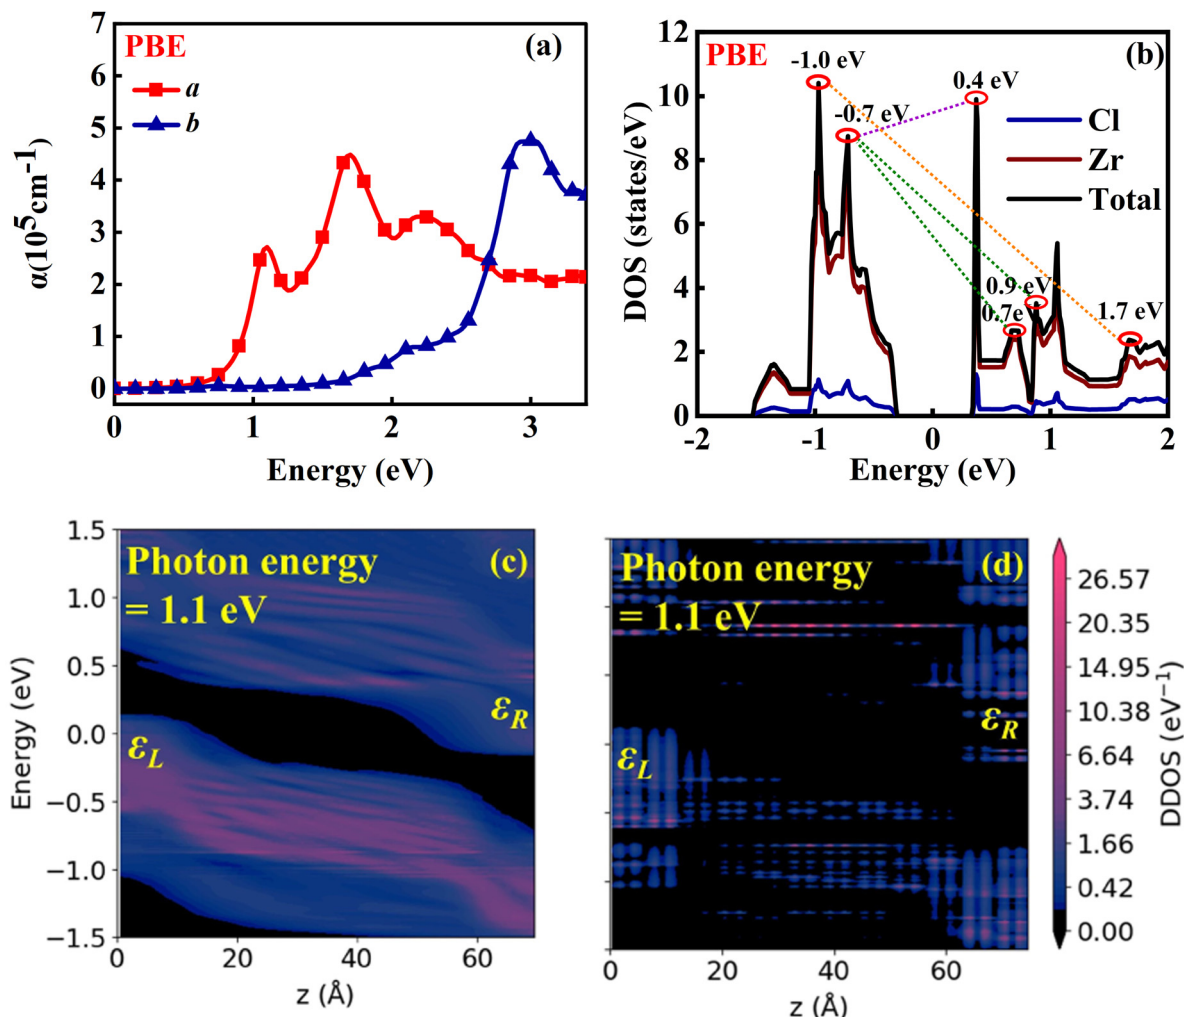 PBE
(a)
a
b
7
6
5
4
3
2
1
0
α(10⁵cm⁻¹)
0
1
2
3
Energy (eV)
PBE
(b)
-1.0 eV
0.4 eV
-0.7 eV
Cl
Zr
Total
0.9 eV
0.7e
1.7 eV
12
10
8
6
4
2
0
DOS (states/eV)
-2
-1
0
1
2
Energy (eV)
Photon energy
= 1.1 eV
(c)
εR
εL
1.5
1.0
0.5
0.0
−0.5
−1.0
−1.5
Energy (eV)
0
20
40
60
z (Å)
Photon energy
= 1.1 eV
(d)
εR
εL
0
20
40
60
z (Å)
26.57
20.35
14.95
10.38
6.64
3.74
1.66
0.42
0.00
DDOS (eV⁻¹)